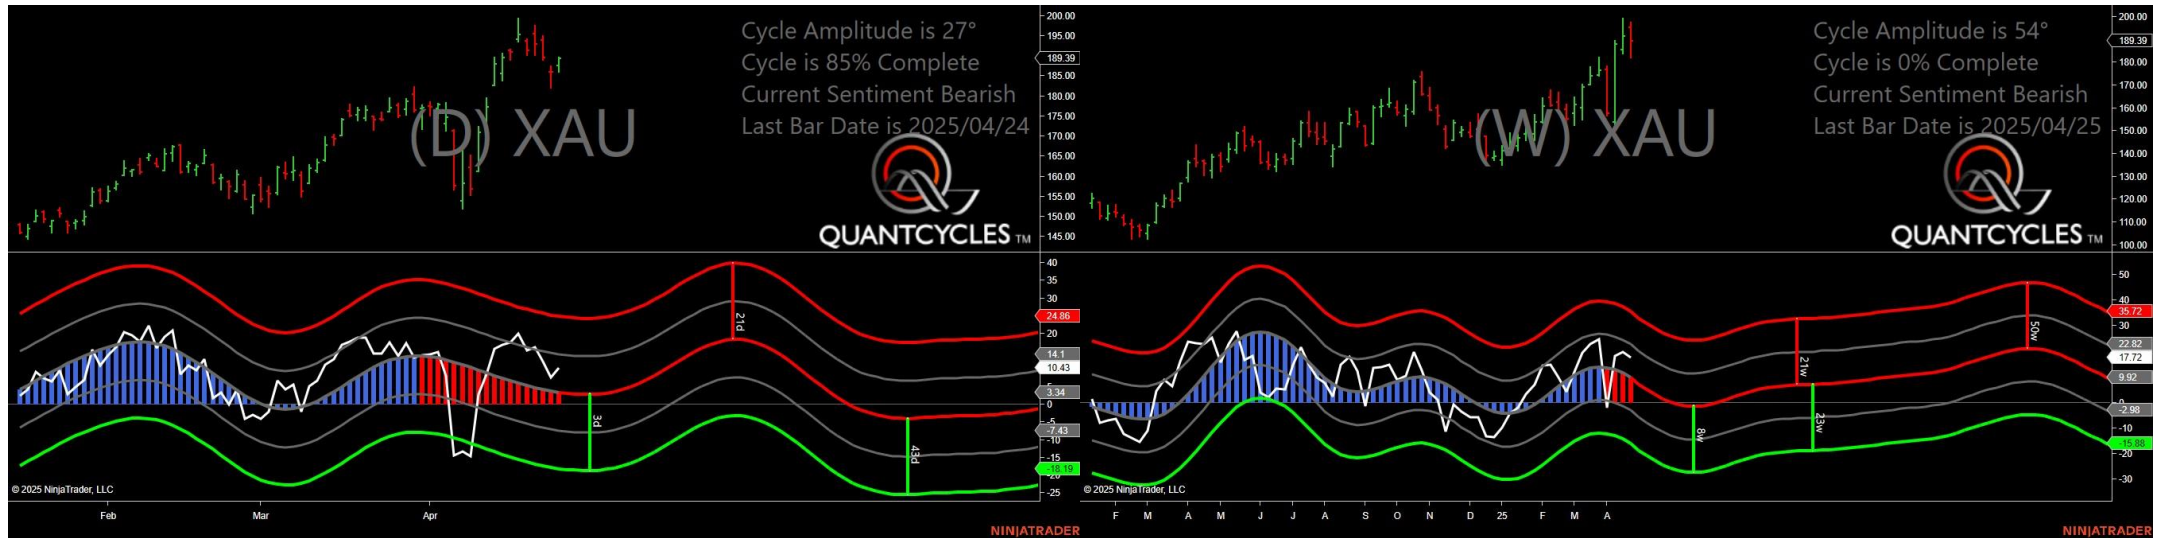 Cycle Amplitude is 27°
Cycle is 85% Complete
Current Sentiment Bearish
Last Bar Date is 2025/04/24
(D) XAU
QUANTCYCLES TM
200.00
195.00
189.39
185.00
180.00
175.00
170.00
165.00
160.00
155.00
150.00
145.00
40
35
30
24.86
20
14.1
10.43
3.34
0
-5
-7.43
-10
-15
-18.19
-25
21d
3d
43d
© 2025 NinjaTrader, LLC
Feb
Mar
Apr
NINJATRADER
Cycle Amplitude is 54°
Cycle is 0% Complete
Current Sentiment Bearish
Last Bar Date is 2025/04/25
(W) XAU
QUANTCYCLES TM
200.00
189.39
180.00
170.00
160.00
150.00
140.00
130.00
120.00
110.00
100.00
50
40
35.72
30
22.82
17.72
9.92
-2.98
-10
-15.88
-20
-30
21w
50w
8w
23w
© 2025 NinjaTrader, LLC
F
M
A
M
J
J
A
S
O
N
D
25
F
M
A
NINJATRADER